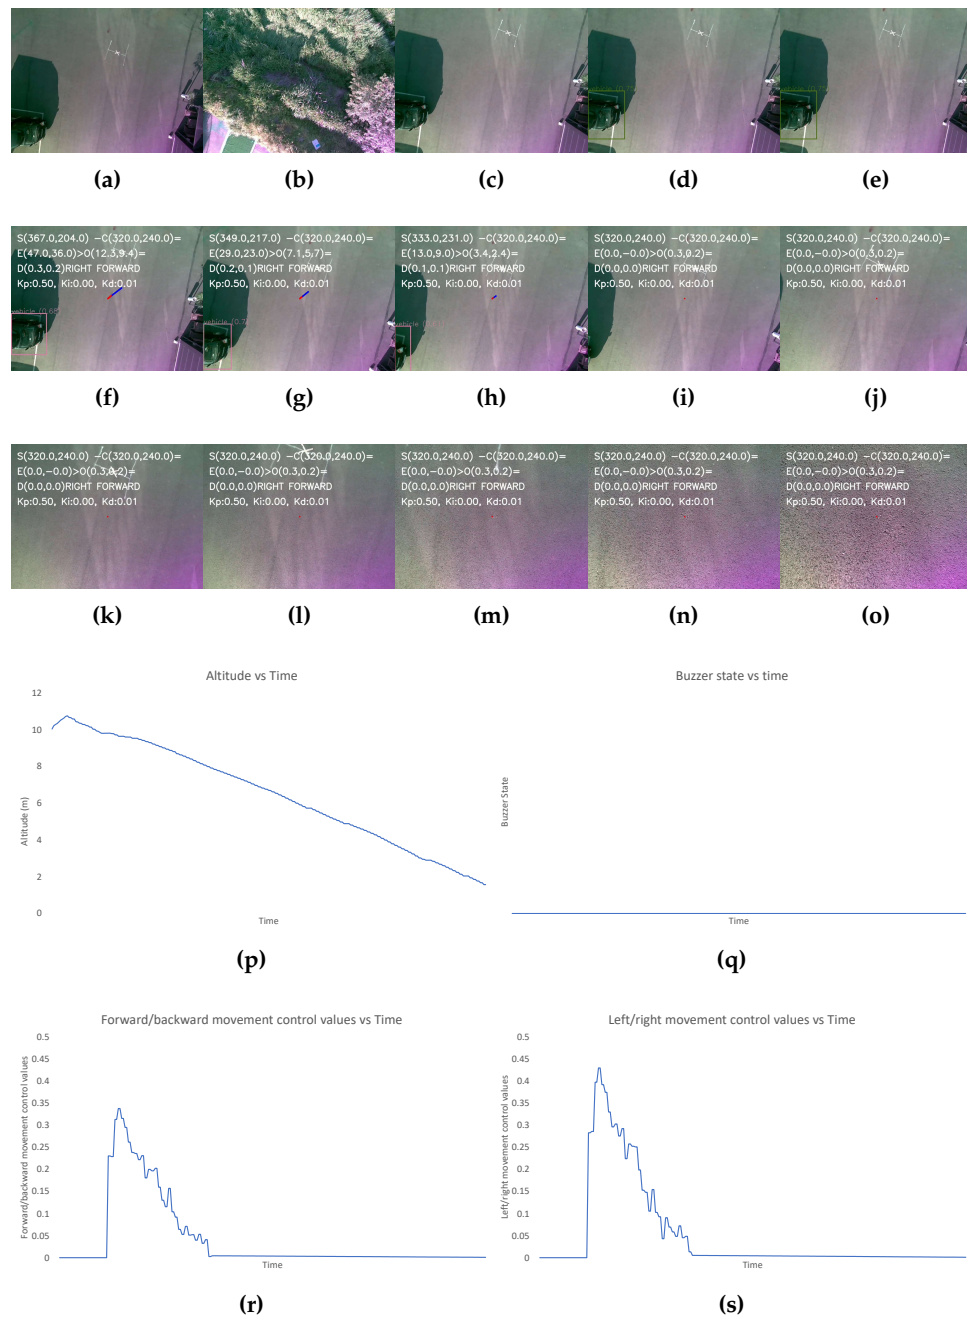 (a) (b) (c) (d) (e)
S(367.0,204.0) -C(320.0,240.0)=
E(47.0,36.0)>O(12.3,9.4)=
D(0.3,0.2)RIGHT FORWARD
Kp:0.50, Ki:0.00, Kd:0.01
vehicle (0.68
S(349.0,217.0) -C(320.0,240.0)=
E(29.0,23.0)>O(7.1,5.7)=
D(0.2,0.1)RIGHT FORWARD
Kp:0.50, Ki:0.00, Kd:0.01
vehicle (0.7
S(333.0,231.0) -C(320.0,240.0)=
E(13.0,9.0)>O(3.4,2.4)=
D(0.1,0.1)RIGHT FORWARD
Kp:0.50, Ki:0.00, Kd:0.01
vehicle
S(320.0,240.0) -C(320.0,240.0)=
E(0.0,-0.0)>O(0.3,0.2)=
D(0.0,0.0)RIGHT FORWARD
Kp:0.50, Ki:0.00, Kd:0.01
S(320.0,240.0) -C(320.0,240.0)=
E(0.0,-0.0)>O(0.3,0.2)=
D(0.0,0.0)RIGHT FORWARD
Kp:0.50, Ki:0.00, Kd:0.01
(f) (g) (h) (i) (j)
S(320.0,240.0) -C(320.0,240.0)=
E(0.0,-0.0)>O(0.3,0.2)=
D(0.0,0.0)RIGHT FORWARD
Kp:0.50, Ki:0.00, Kd:0.01
S(320.0,240.0) -C(320.0,240.0)=
E(0.0,-0.0)>O(0.3,0.2)=
D(0.0,0.0)RIGHT FORWARD
Kp:0.50, Ki:0.00, Kd:0.01
S(320.0,240.0) -C(320.0,240.0)=
E(0.0,-0.0)>O(0.3,0.2)=
D(0.0,0.0)RIGHT FORWARD
Kp:0.50, Ki:0.00, Kd:0.01
S(320.0,240.0) -C(320.0,240.0)=
E(0.0,-0.0)>O(0.3,0.2)=
D(0.0,0.0)RIGHT FORWARD
Kp:0.50, Ki:0.00, Kd:0.01
S(320.0,240.0) -C(320.0,240.0)=
E(0.0,-0.0)>O(0.3,0.2)=
D(0.0,0.0)RIGHT FORWARD
Kp:0.50, Ki:0.00, Kd:0.01
(k) (l) (m) (n) (o)
Altitude vs Time
Altitude (m)
12
10
8
6
4
2
0
Time
(p)
Buzzer state vs time
Buzzer State
Time
(q)
Forward/backward movement control values vs Time
Forward/backward movement control values
0.5
0.45
0.4
0.35
0.3
0.25
0.2
0.15
0.1
0.05
0
Time
(r)
Left/right movement control values vs Time
Left/right movement control values
0.5
0.45
0.4
0.35
0.3
0.25
0.2
0.15
0.1
0.05
0
Time
(s)